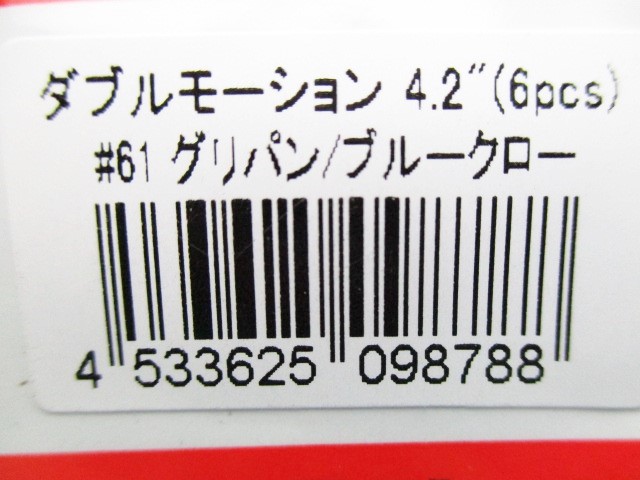 ダブルモーション 4.2"(6pcs)
#61 グリパン/ブルークロー
4 533625 098788